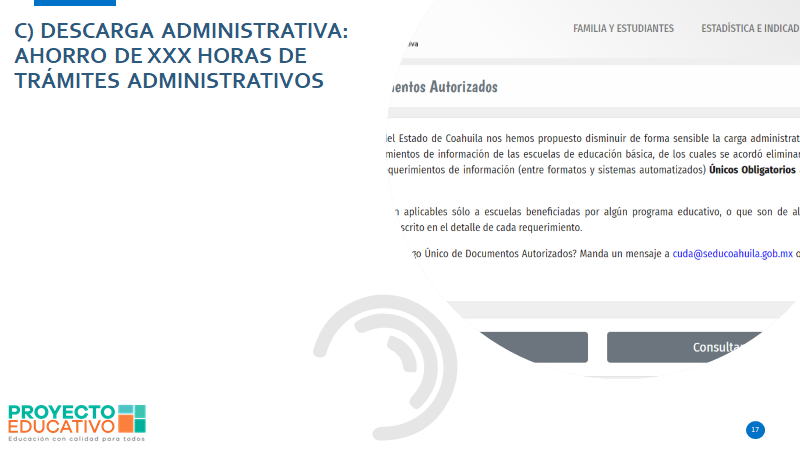 C) DESCARGA ADMINISTRATIVA:
AHORRO DE XXX HORAS DE
TRÁMITES ADMINISTRATIVOS
FAMILIA Y ESTUDIANTES ESTADÍSTICA E INDICAD
iva
entos Autorizados
el Estado de Coahuila nos hemos propuesto disminuir de forma sensible la carga administrat
mientos de información de las escuelas de educación básica, de los cuales se acordó eliminar
querimientos de información (entre formatos y sistemas automatizados) Únicos Obligatorios
n aplicables sólo a escuelas beneficiadas por algún programa educativo, o que son de al
scrito en el detalle de cada requerimiento.
go Único de Documentos Autorizados? Manda un mensaje a cuda@seducoahuila.gob.mx o
Consultar
PROYECTO
EDUCATIVO
Educación con calidad para todos
17